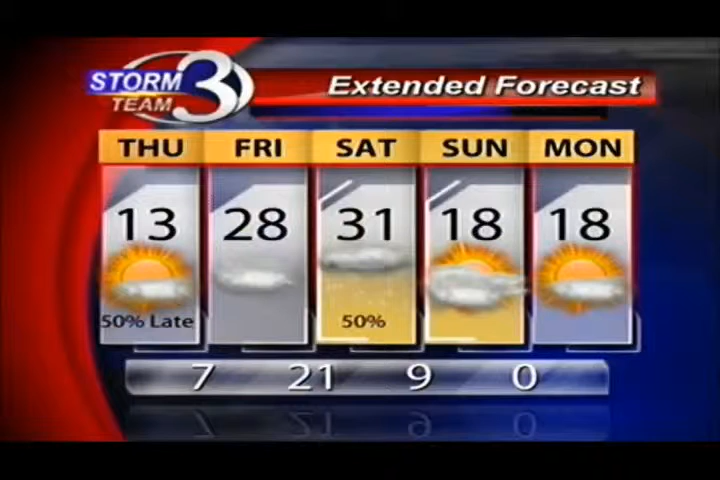 STORM 3
TEAM
Extended Forecast
THU FRI SAT SUN MON
13 28 31 18 18
50% Late 50%
7 21 9 0